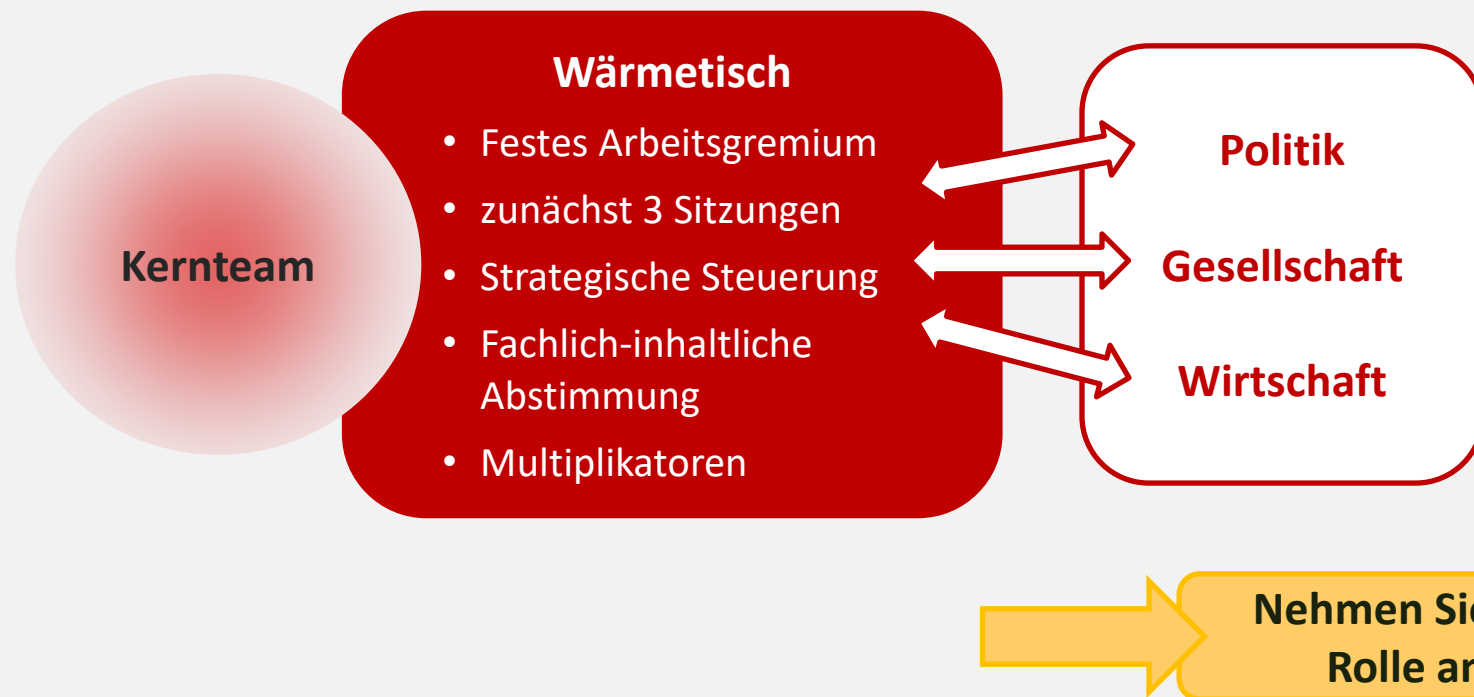 Wärmetisch
• Festes Arbeitsgremium
• zunächst 3 Sitzungen
• Strategische Steuerung
• Fachlich-inhaltliche
Abstimmung
• Multiplikatoren
Kernteam
Politik
Gesellschaft
Wirtschaft
Nehmen Sie
Rolle an